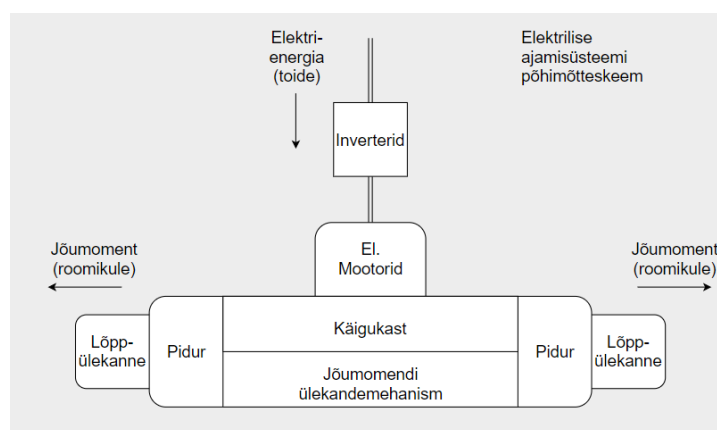 Elektri-
energia
(toide)
Elektrilise
ajamisüsteemi
põhimõtteskeem
Inverterid
El.
Mootorid
Jõumoment
(roomikule)
Jõumoment
(roomikule)
Lõpp-
ülekanne
Pidur
Käigukast
Jõumomendi
ülekandemehanism
Pidur
Lõpp-
ülekanne